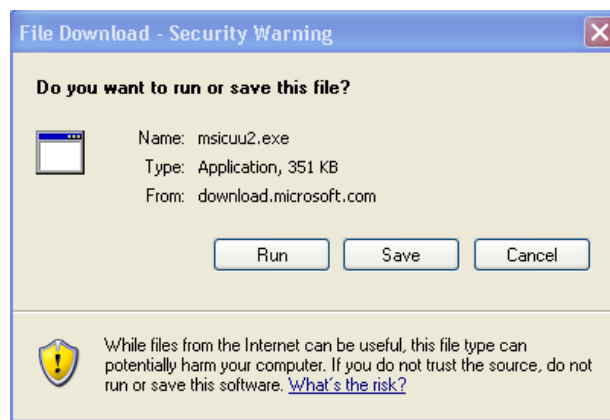 File Download - Security Warning
Do you want to run or save this file?
Name: msicuu2.exe
Type: Application, 351 KB
From: download.microsoft.com
Run Save Cancel
While files from the Internet can be useful, this file type can
potentially harm your computer. If you do not trust the source, do not
run or save this software. What's the risk?